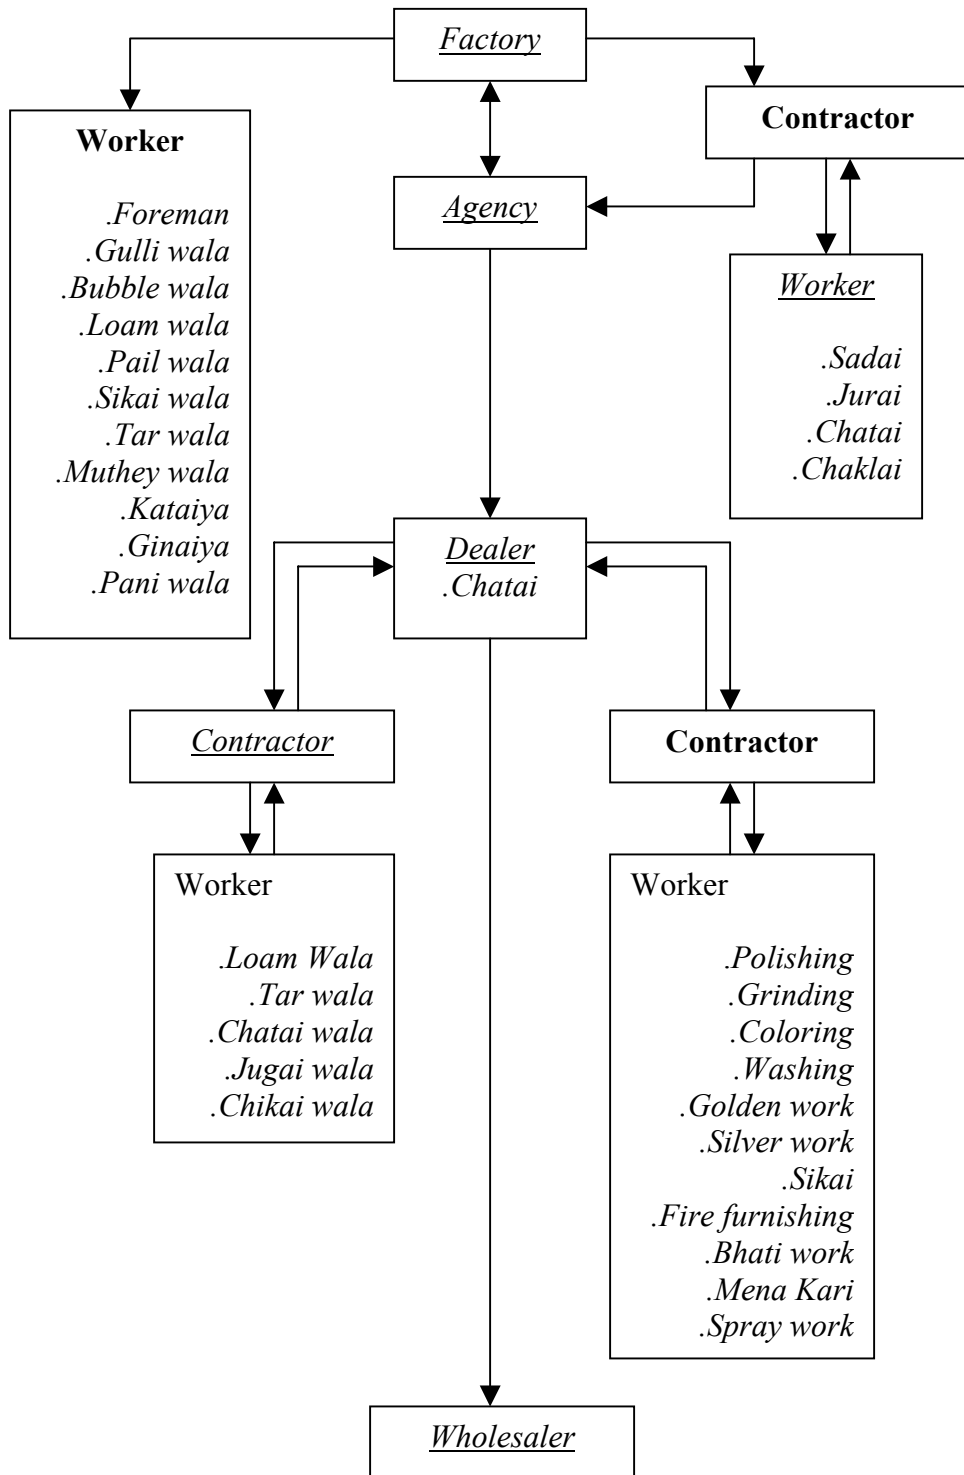 Factory
Contractor
Worker
.Foreman
.Gulli wala
.Bubble wala
.Loam wala
.Pail wala
.Sikai wala
.Tar wala
.Muthey wala
.Kataiya
.Ginaiya
.Pani wala
Agency
Worker
.Sadai
.Jurai
.Chatai
.Chaklai
Dealer
.Chatai
Contractor
Contractor
Worker
.Loam Wala
.Tar wala
.Chatai wala
.Jugai wala
.Chikai wala
Worker
.Polishing
.Grinding
.Coloring
.Washing
.Golden work
.Silver work
.Sikai
.Fire furnishing
.Bhati work
.Mena Kari
.Spray work
Wholesaler